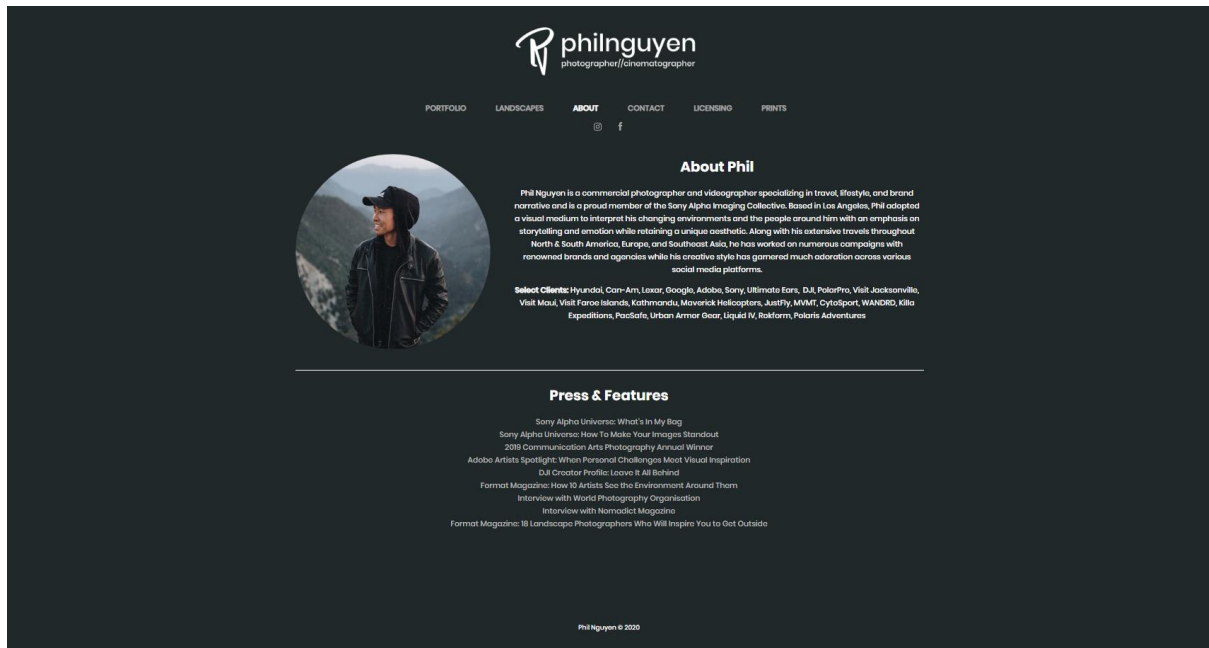 philnguyen
photographer//cinematographer
PORTFOLIO LANDSCAPES ABOUT CONTACT LICENSING PRINTS
About Phil
Phil Nguyen is a commercial photographer and videographer specializing in travel, lifestyle, and brand
narrative and is a proud member of the Sony Alpha Imaging Collective. Based in Los Angeles, Phil adopted
a visual medium to interpret his changing environments and the people around him with an emphasis on
storytelling and emotion while retaining a unique aesthetic. Along with his extensive travels throughout
North & South America, Europe, and Southeast Asia, he has worked on numerous campaigns with
renowned brands and agencies while his creative style has garnered much adoration across various
social media platforms.
Select Clients: Hyundai, Can-Am, Lexar, Google, Adobe, Sony, Ultimate Ears,  DJI, PolarPro, Visit Jacksonville,
Visit Maui, Visit Faroe Islands, Kathmandu, Maverick Helicopters, JustFly, MVMT, CytoSport, WANDRD, Killa
Expeditions, PacSafe, Urban Armor Gear, Liquid IV, Rokform, Polaris Adventures
Press & Features
Sony Alpha Universe: What's In My Bag
Sony Alpha Universe: How To Make Your Images Standout
2019 Communication Arts Photography Annual Winner
Adobe Artists Spotlight: When Personal Challenges Meet Visual Inspiration
DJI Creator Profile: Leave It All Behind
Format Magazine: How 10 Artists See the Environment Around Them
Interview with World Photography Organisation
Interview with Nomadict Magazine
Format Magazine: 18 Landscape Photographers Who Will Inspire You to Get Outside
Phil Nguyen © 2020